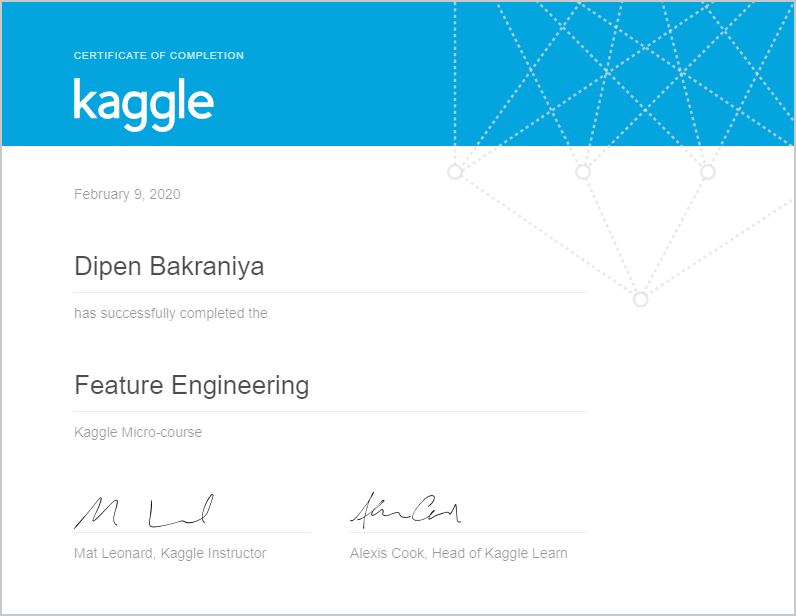 CERTIFICATE OF COMPLETION
kaggle
February 9, 2020
Dipen Bakraniya
has successfully completed the
Feature Engineering
Kaggle Micro-course
Mat Leonard, Kaggle Instructor
Alexis Cook, Head of Kaggle Learn